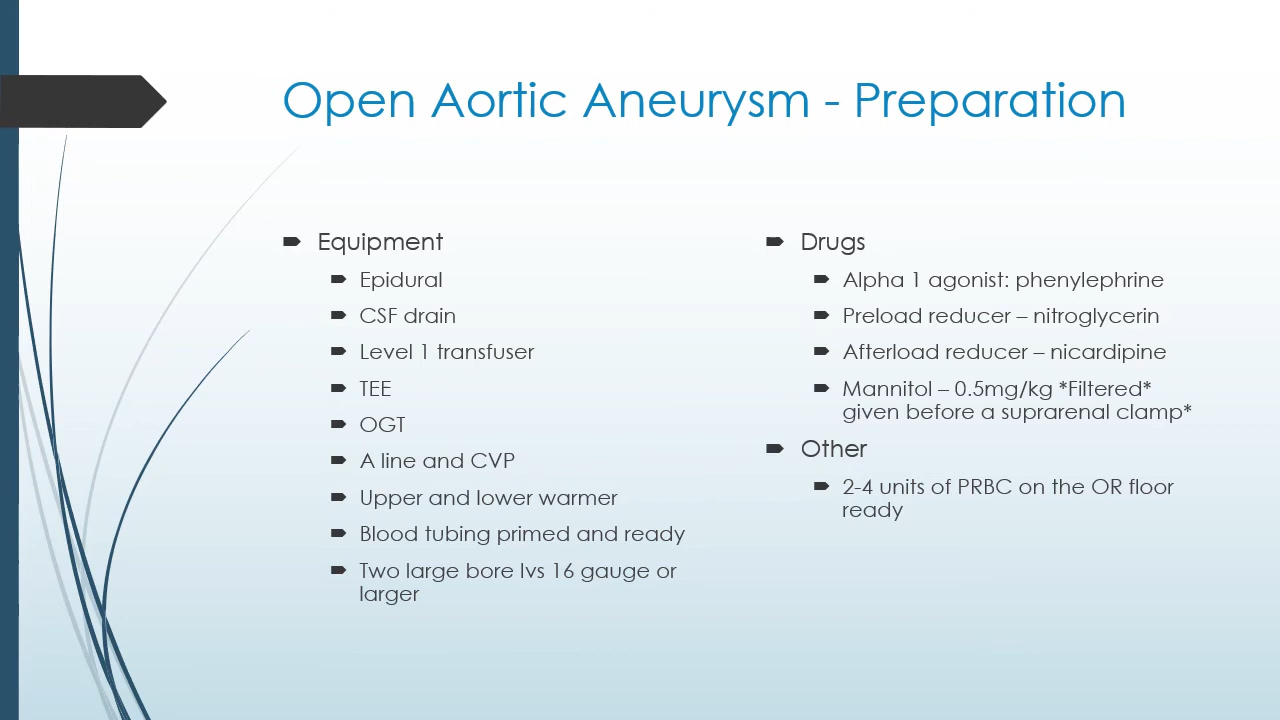 Open Aortic Aneurysm - Preparation
Equipment
Epidural
CSF drain
Level 1 transfuser
TEE
OGT
A line and CVP
Upper and lower warmer
Blood tubing primed and ready
Two large bore Ivs 16 gauge or
larger
Drugs
Alpha 1 agonist: phenylephrine
Preload reducer – nitroglycerin
Afterload reducer – nicardipine
Mannitol – 0.5mg/kg *Filtered*
given before a suprarenal clamp*
Other
2-4 units of PRBC on the OR floor
ready